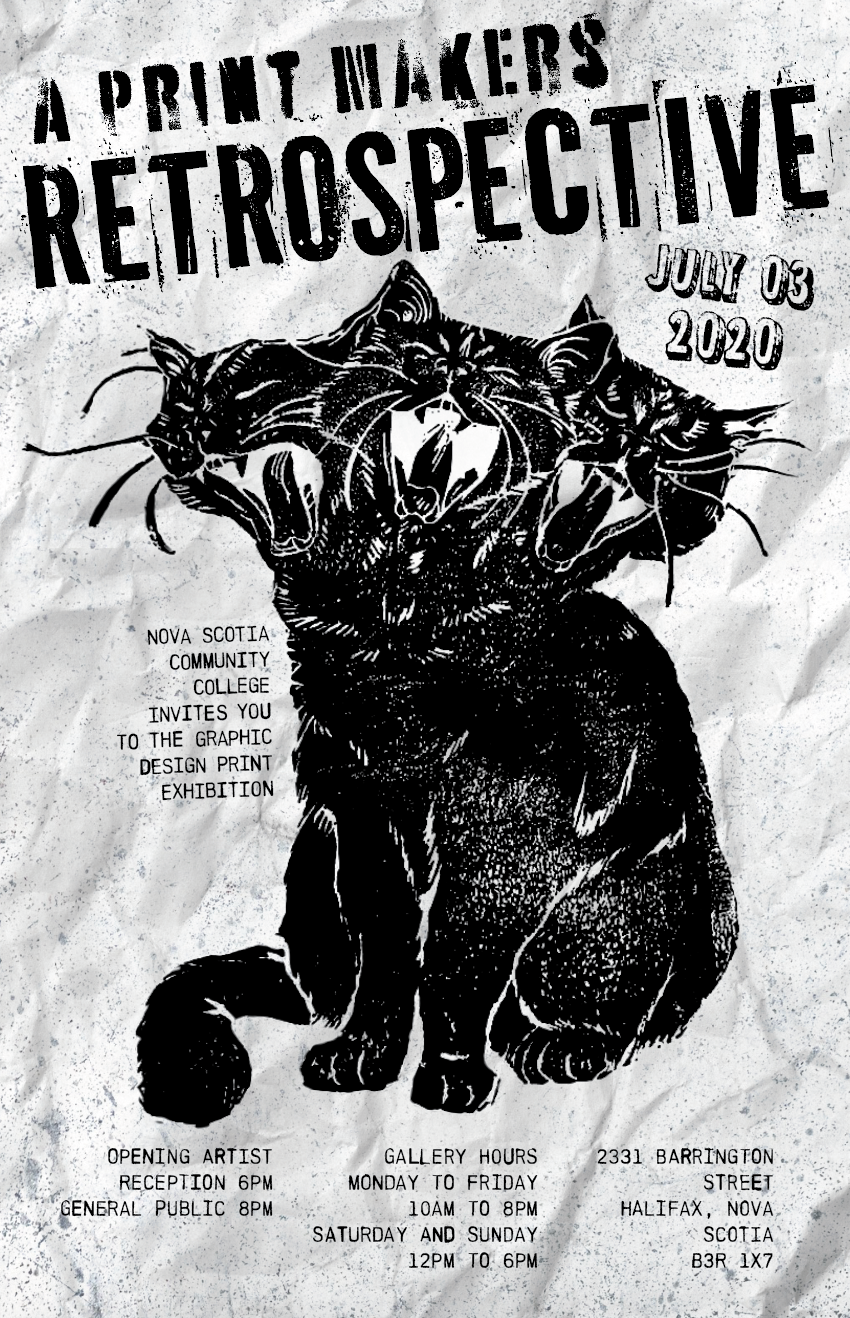 A PRINT MAKERS
RETROSPECTIVE
JULY 03
2020
NOVA SCOTIA
COMMUNITY
COLLEGE
INVITES YOU
TO THE GRAPHIC
DESIGN PRINT
EXHIBITION
OPENING ARTIST
RECEPTION 6PM
GENERAL PUBLIC 8PM
GALLERY HOURS
MONDAY TO FRIDAY
10AM TO 8PM
SATURDAY AND SUNDAY
12PM TO 6PM
2331 BARRINGTON
STREET
HALIFAX, NOVA
SCOTIA
B3R 1X7